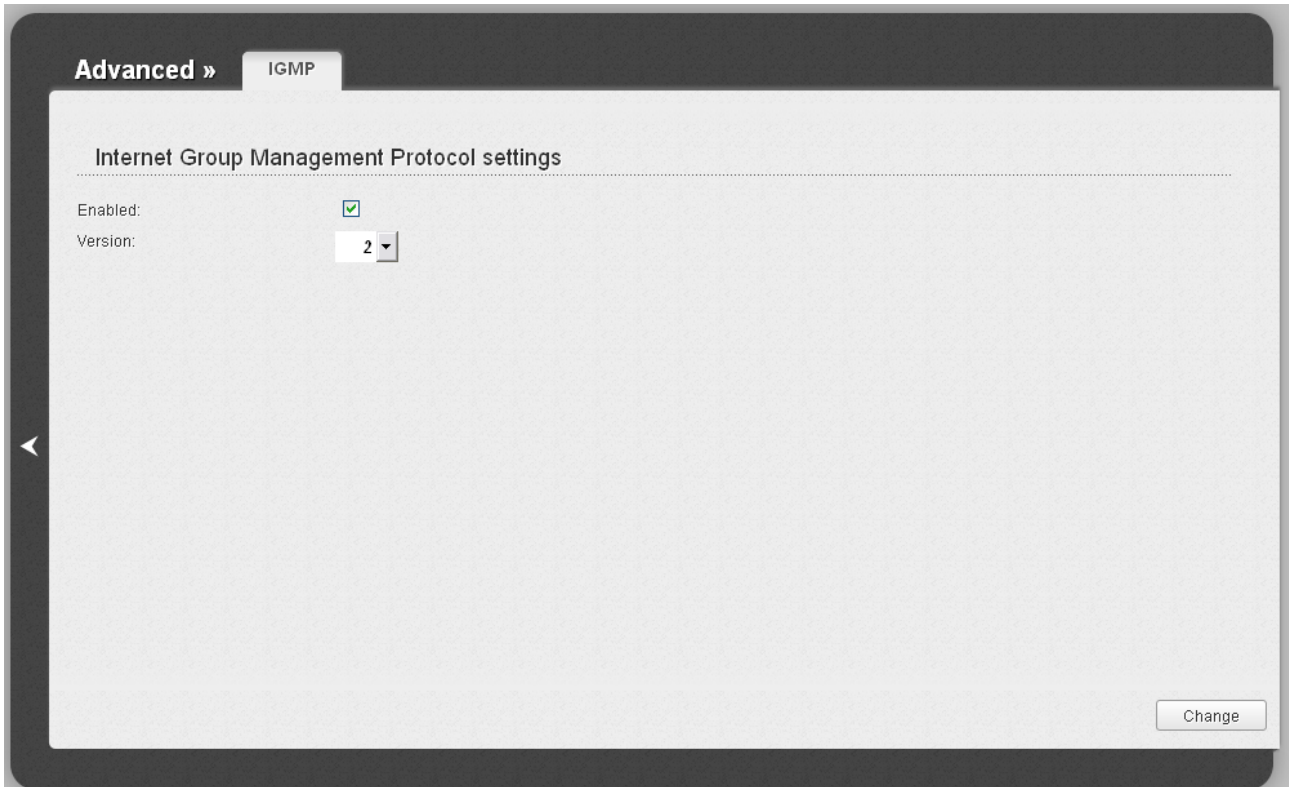 Advanced »
IGMP
Internet Group Management Protocol settings
Enabled:
Version:
2
Change